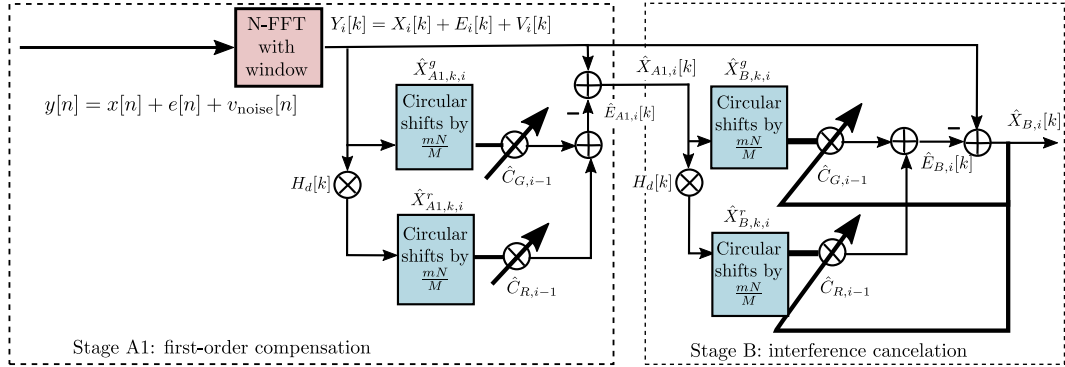 N-FFT
with
window
Y_i[k] = X_i[k] + E_i[k] + V_i[k]
y[n] = x[n] + e[n] + v_noise[n]
X̂^g_{A1,k,i}
Circular
shifts by
mN/M
Ĉ_{G,i−1}
H_d[k]
X̂^r_{A1,k,i}
Circular
shifts by
mN/M
Ĉ_{R,i−1}
−
Ê_{A1,i}[k]
Stage A1: first-order compensation
X̂_{A1,i}[k]
X̂^g_{B,k,i}
Circular
shifts by
mN/M
Ĉ_{G,i−1}
H_d[k]
X̂^r_{B,k,i}
Circular
shifts by
mN/M
Ĉ_{R,i−1}
−
Ê_{B,i}[k]
X̂_{B,i}[k]
Stage B: interference cancelation